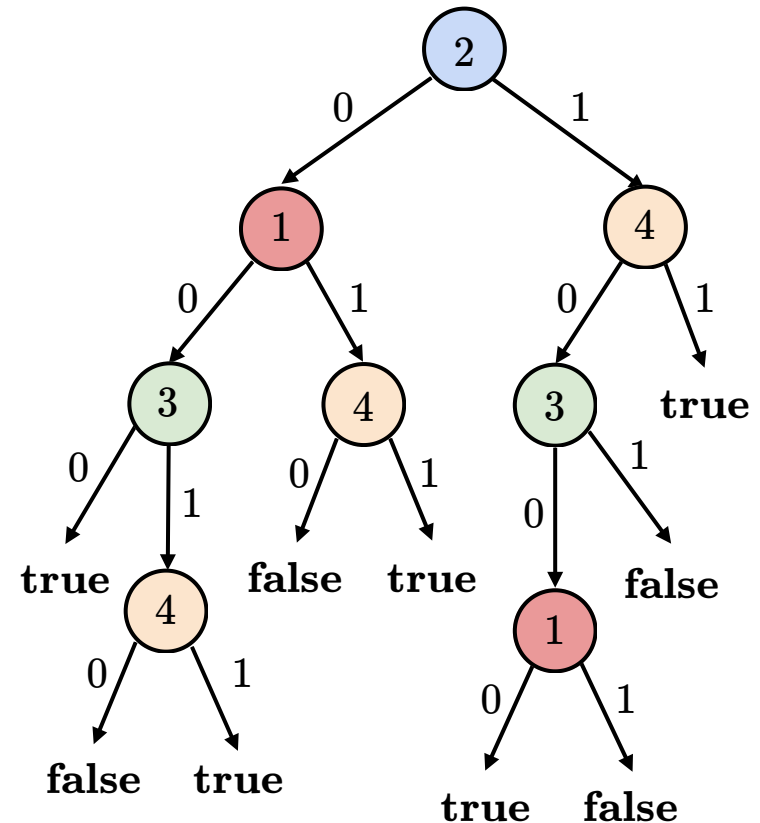 2
0 1
1 4
0 1 0 1
3 4 3 true
0 1 0 1 0 1
true false true false
4 1
0 1 0 1
false true true false